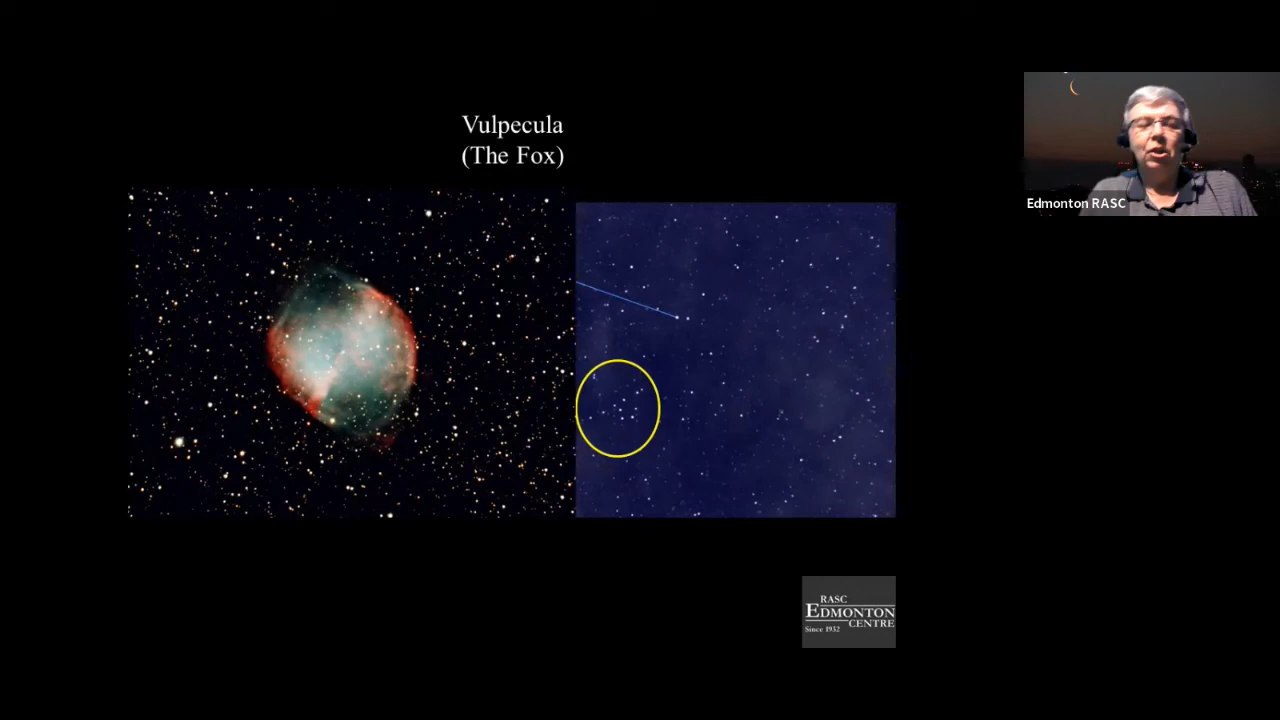 Vulpecula
(The Fox)
Edmonton RASC
RASC
EDMONTON
CENTRE
Since 1932